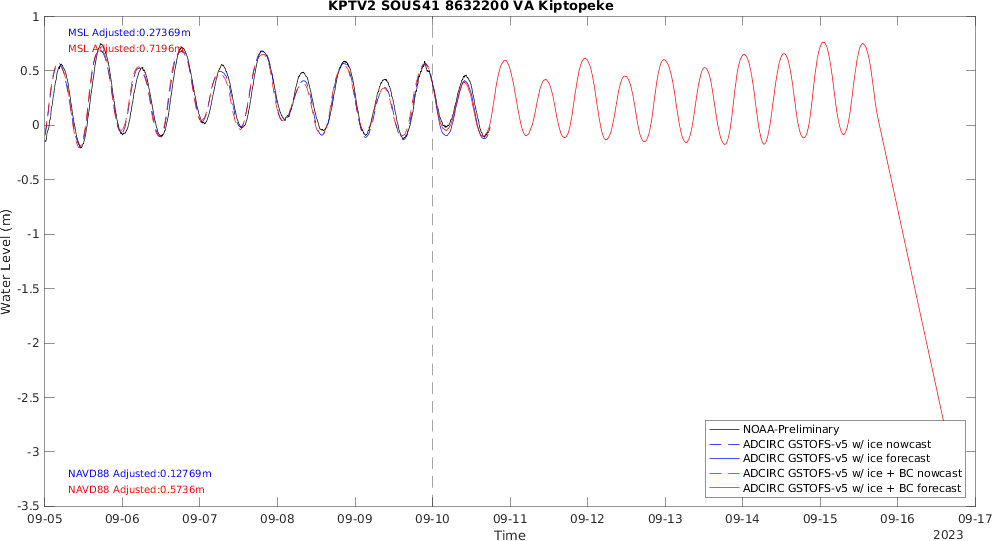 KPTV2 SOUS41 8632200 VA Kiptopeke
MSL Adjusted:0.27369m
MSL Adjusted:0.7196m
1
0.5
0
-0.5
-1
-1.5
-2
-2.5
-3
-3.5
Water Level (m)
NAVD88 Adjusted:0.12769m
NAVD88 Adjusted:0.5736m
NOAA-Preliminary
ADCIRC GSTOFS-v5 w/ ice nowcast
ADCIRC GSTOFS-v5 w/ ice forecast
ADCIRC GSTOFS-v5 w/ ice + BC nowcast
ADCIRC GSTOFS-v5 w/ ice + BC forecast
09-05 09-06 09-07 09-08 09-09 09-10 09-11 09-12 09-13 09-14 09-15 09-16 09-17
Time
2023